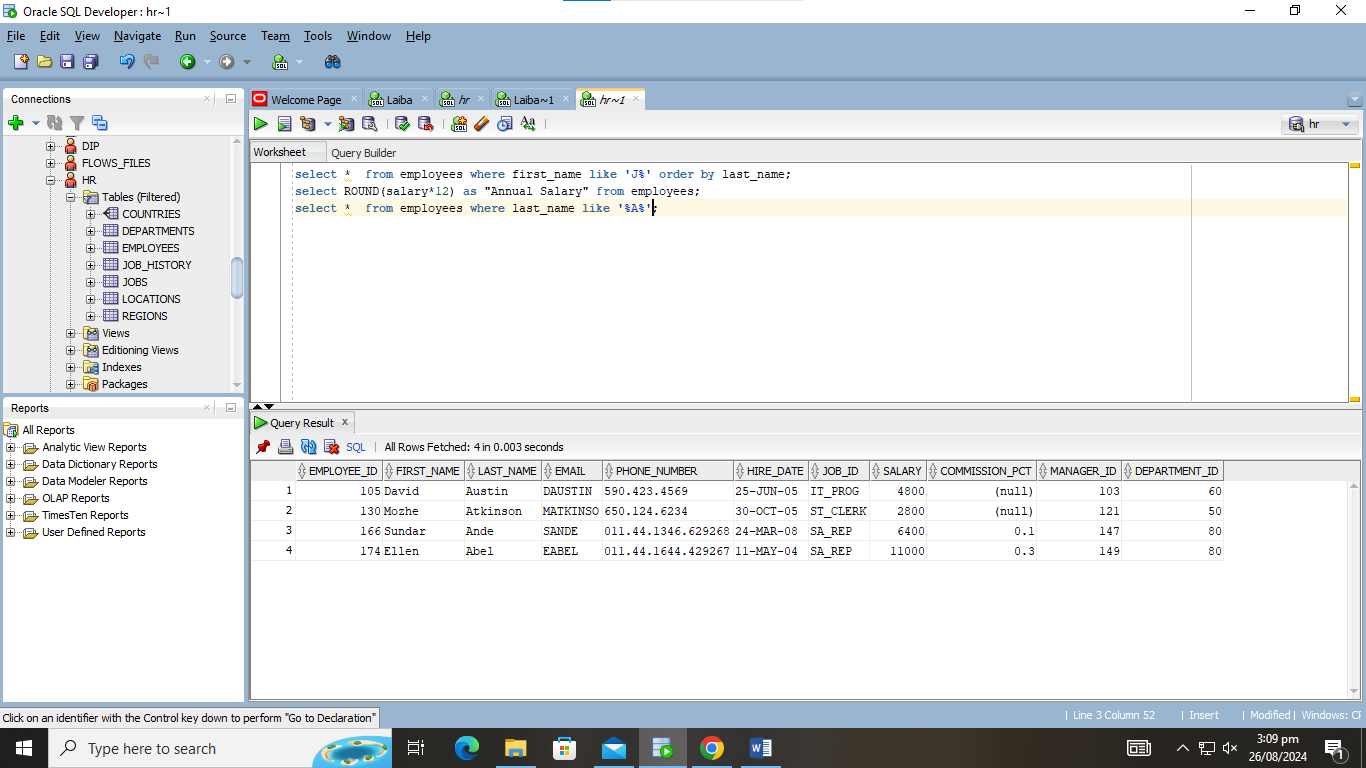 Oracle SQL Developer : hr~1
File Edit View Navigate Run Source Team Tools Window Help
Connections
DIP
FLOWS_FILES
HR
Tables (Filtered)
COUNTRIES
DEPARTMENTS
EMPLOYEES
JOB_HISTORY
JOBS
LOCATIONS
REGIONS
Views
Editioning Views
Indexes
Packages
Reports
All Reports
Analytic View Reports
Data Dictionary Reports
Data Modeler Reports
OLAP Reports
TimesTen Reports
User Defined Reports
Welcome Page Laiba hr Laiba~1 hr~1
hr
Worksheet Query Builder
select *  from employees where first_name like 'J%' order by last_name;
select ROUND(salary*12) as "Annual Salary" from employees;
select *  from employees where last_name like '%A%';
Query Result
SQL | All Rows Fetched: 4 in 0.003 seconds
EMPLOYEE_ID FIRST_NAME LAST_NAME EMAIL PHONE_NUMBER HIRE_DATE JOB_ID SALARY COMMISSION_PCT MANAGER_ID DEPARTMENT_ID
1 105 David Austin DAUSTIN 590.423.4569 25-JUN-05 IT_PROG 4800 (null) 103 60
2 130 Mozhe Atkinson MATKINSO 650.124.6234 30-OCT-05 ST_CLERK 2800 (null) 121 50
3 166 Sundar Ande SANDE 011.44.1346.629268 24-MAR-08 SA_REP 6400 0.1 147 80
4 174 Ellen Abel EABEL 011.44.1644.429267 11-MAY-04 SA_REP 11000 0.3 149 80
Click on an identifier with the Control key down to perform "Go to Declaration"
| Line 3 Column 52 | Insert | Modified | Windows: CF
Type here to search
3:09 pm
26/08/2024
1